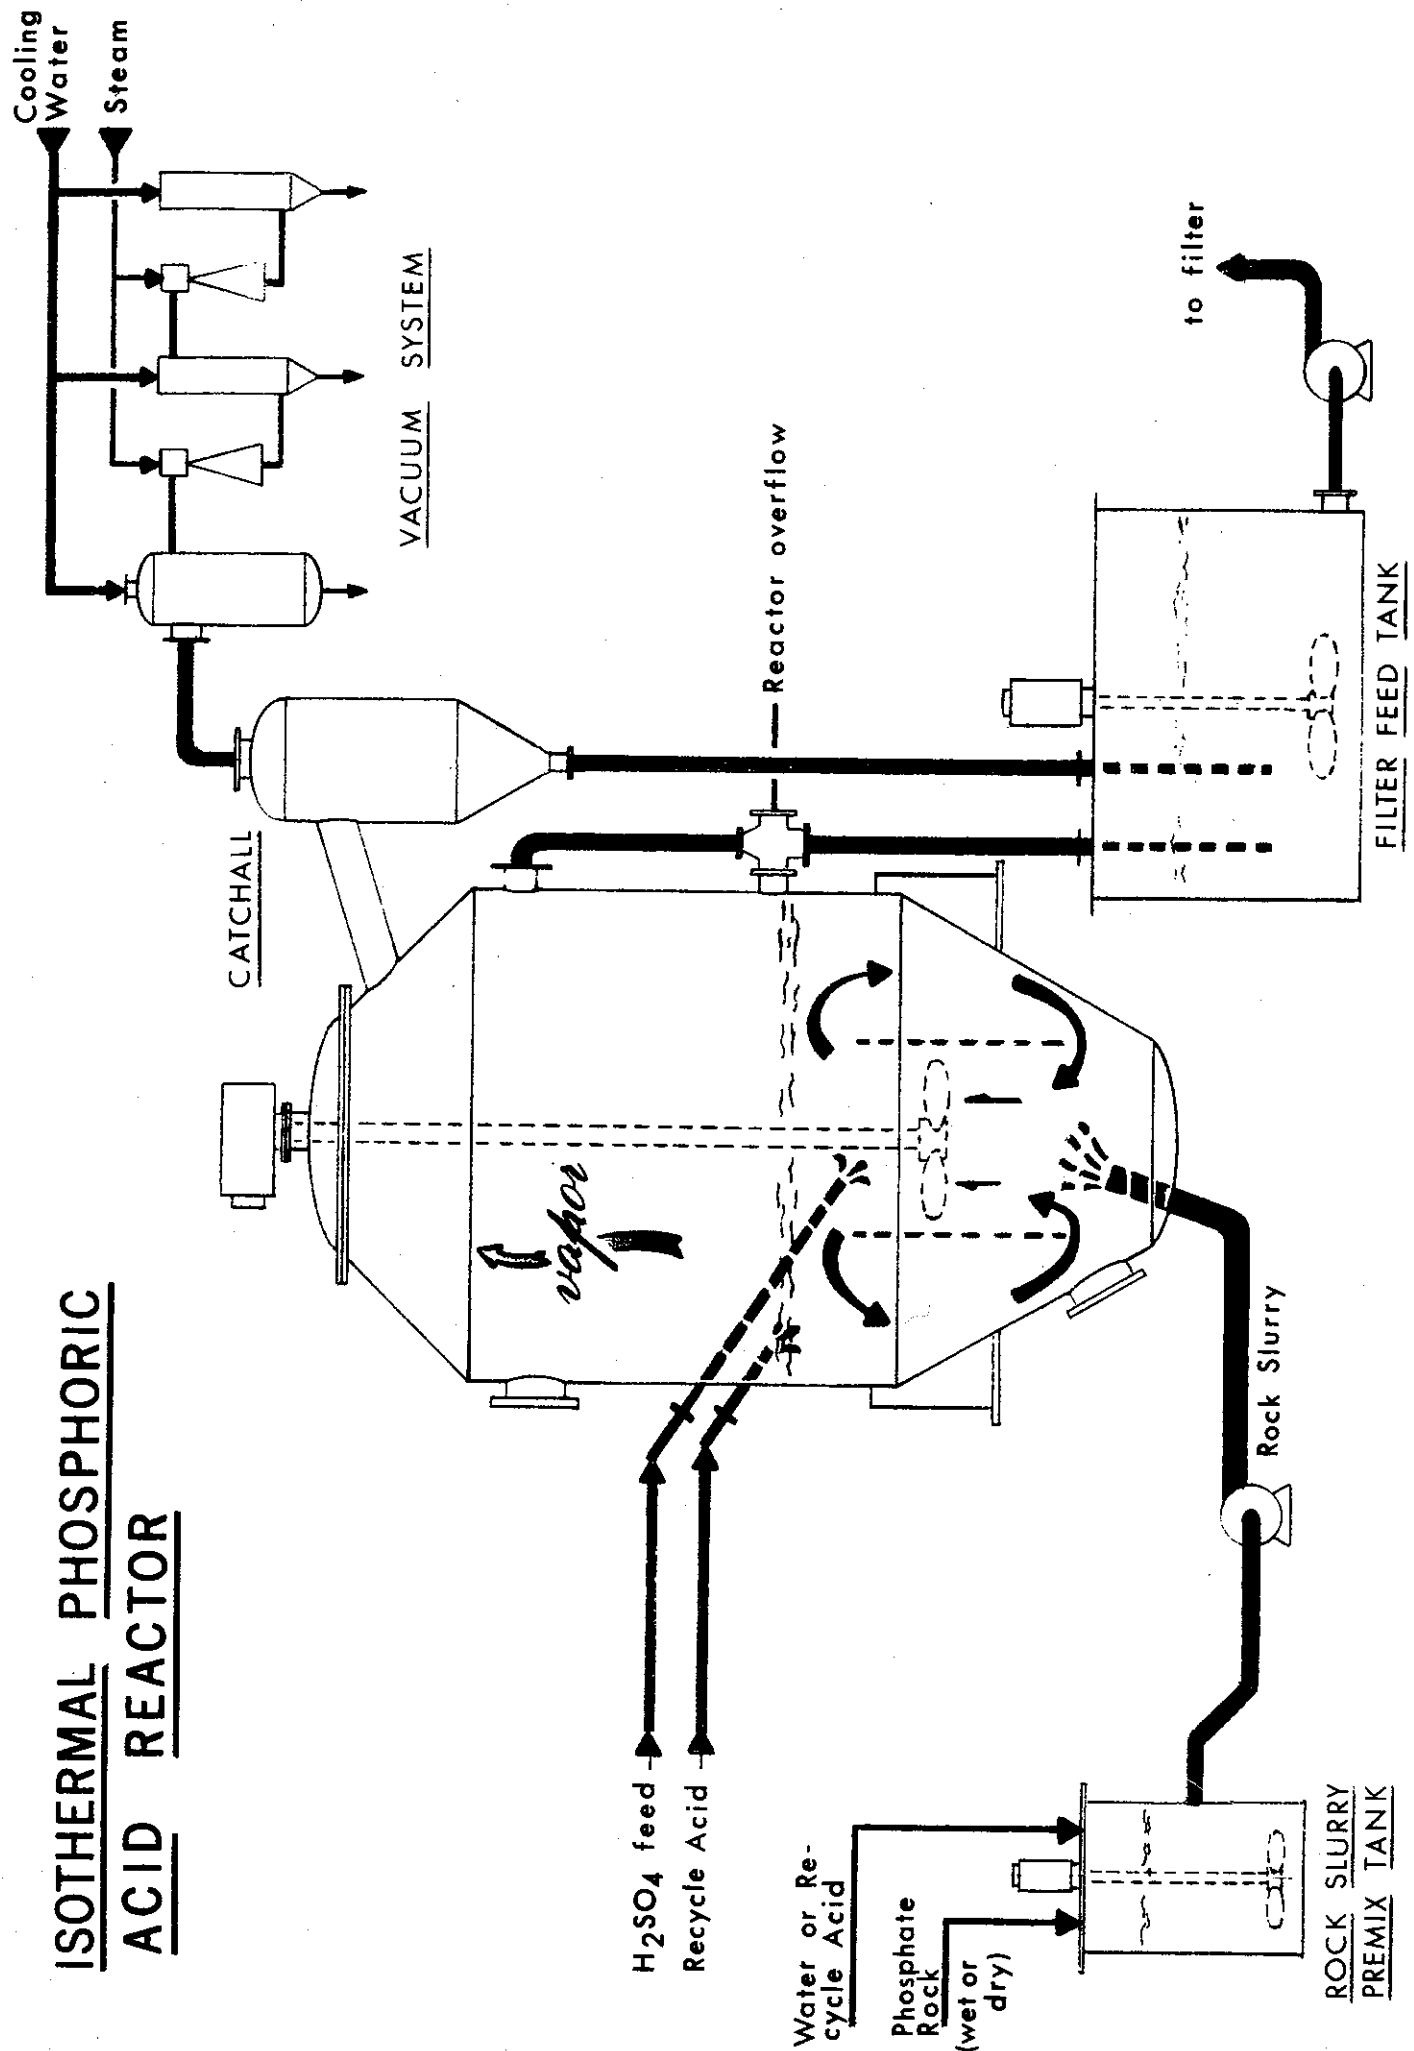 ISOTHERMAL PHOSPHORIC
ACID REACTOR
Cooling
Water
Steam
VACUUM SYSTEM
CATCHALL
vapor
Reactor overflow
to filter
H2SO4 feed
Recycle Acid
Water or Re-
cycle Acid
Phosphate
Rock
(wet or
dry)
Rock Slurry
ROCK SLURRY
PREMIX TANK
FILTER FEED TANK